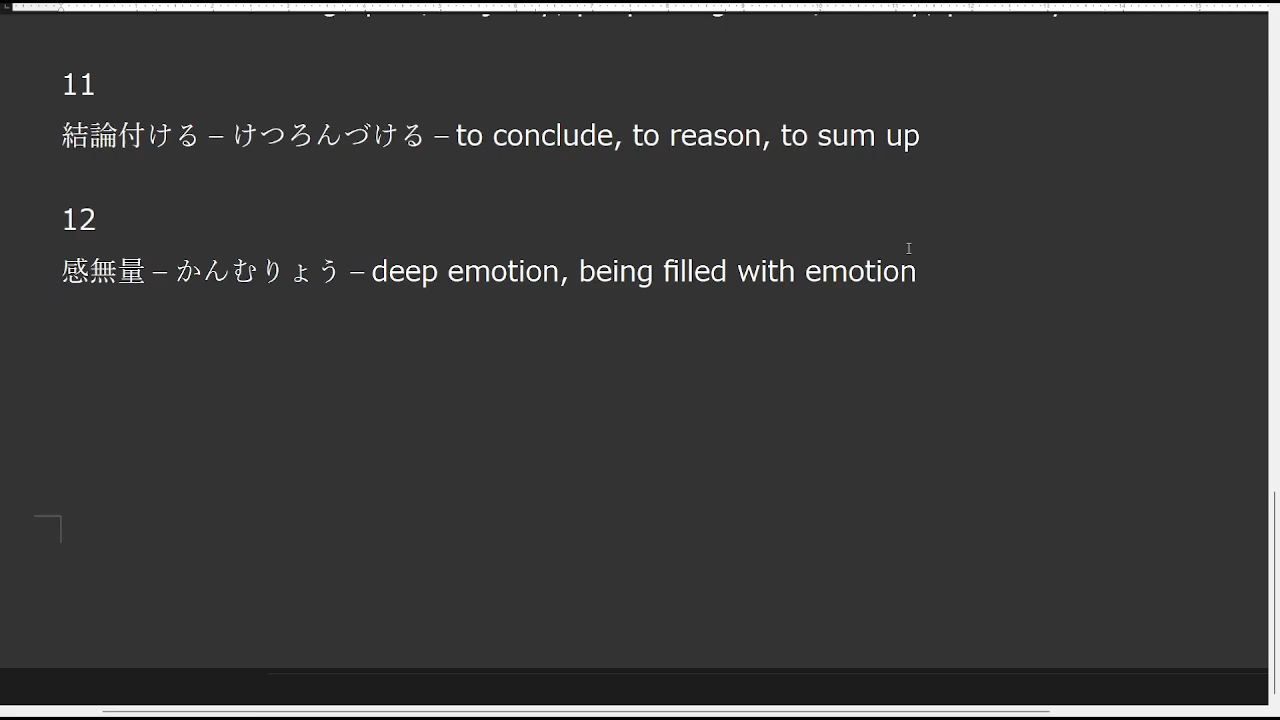 11
結論付ける – けつろんづける – to conclude, to reason, to sum up
12
感無量 – かんむりょう – deep emotion, being filled with emotion